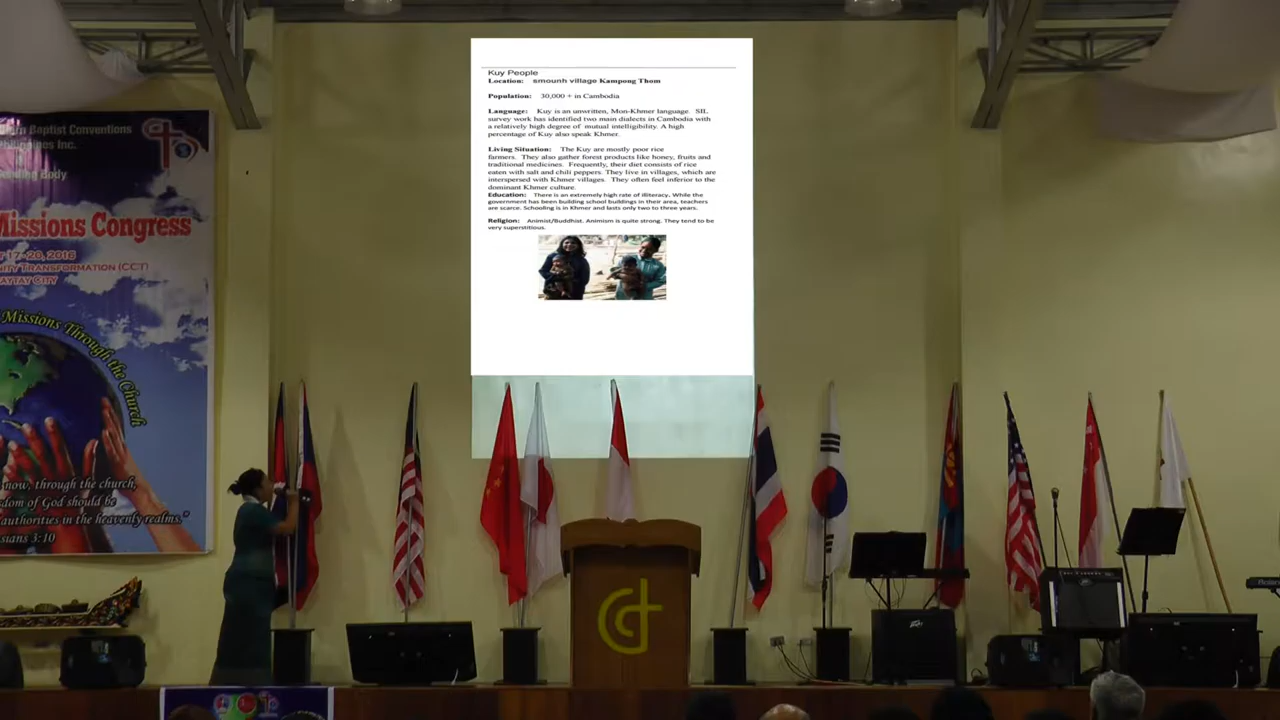 Kuy People
Location: smounh village Kampong Thom
Population: 30,000 + in Cambodia
Language: Kuy is an unwritten, Mon-Khmer language. SIL
survey work has identified two main dialects in Cambodia with
a relatively high degree of mutual intelligibility. A high
percentage of Kuy also speak Khmer.
Living Situation: The Kuy are mostly poor rice
farmers. They also gather forest products like honey, fruits and
traditional medicines. Frequently, their diet consists of rice
eaten with salt and chili peppers. They live in villages, which are
interspersed with Khmer villages. They often feel inferior to the
dominant Khmer culture.
Education: There is an extremely high rate of illiteracy. While the
government has been building school buildings in their area, teachers
are scarce. Schooling is in Khmer and lasts only two to three years.
Religion: Animist/Buddhist. Animism is quite strong. They tend to be
very superstitious.
Baptist Conventions
Inc.
Body
Missions Congress
17-20, 2016
Transformation (CCT)
City
Missions Through the Church
now, through the church,
of God should be
authorities in the heavenly realms."
3:10